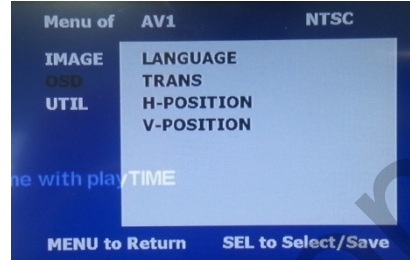 Menu of AV1 NTSC
IMAGE LANGUAGE
OSD TRANS
UTIL H-POSITION
V-POSITION
ne with playTIME
MENU to Return SEL to Select/Save